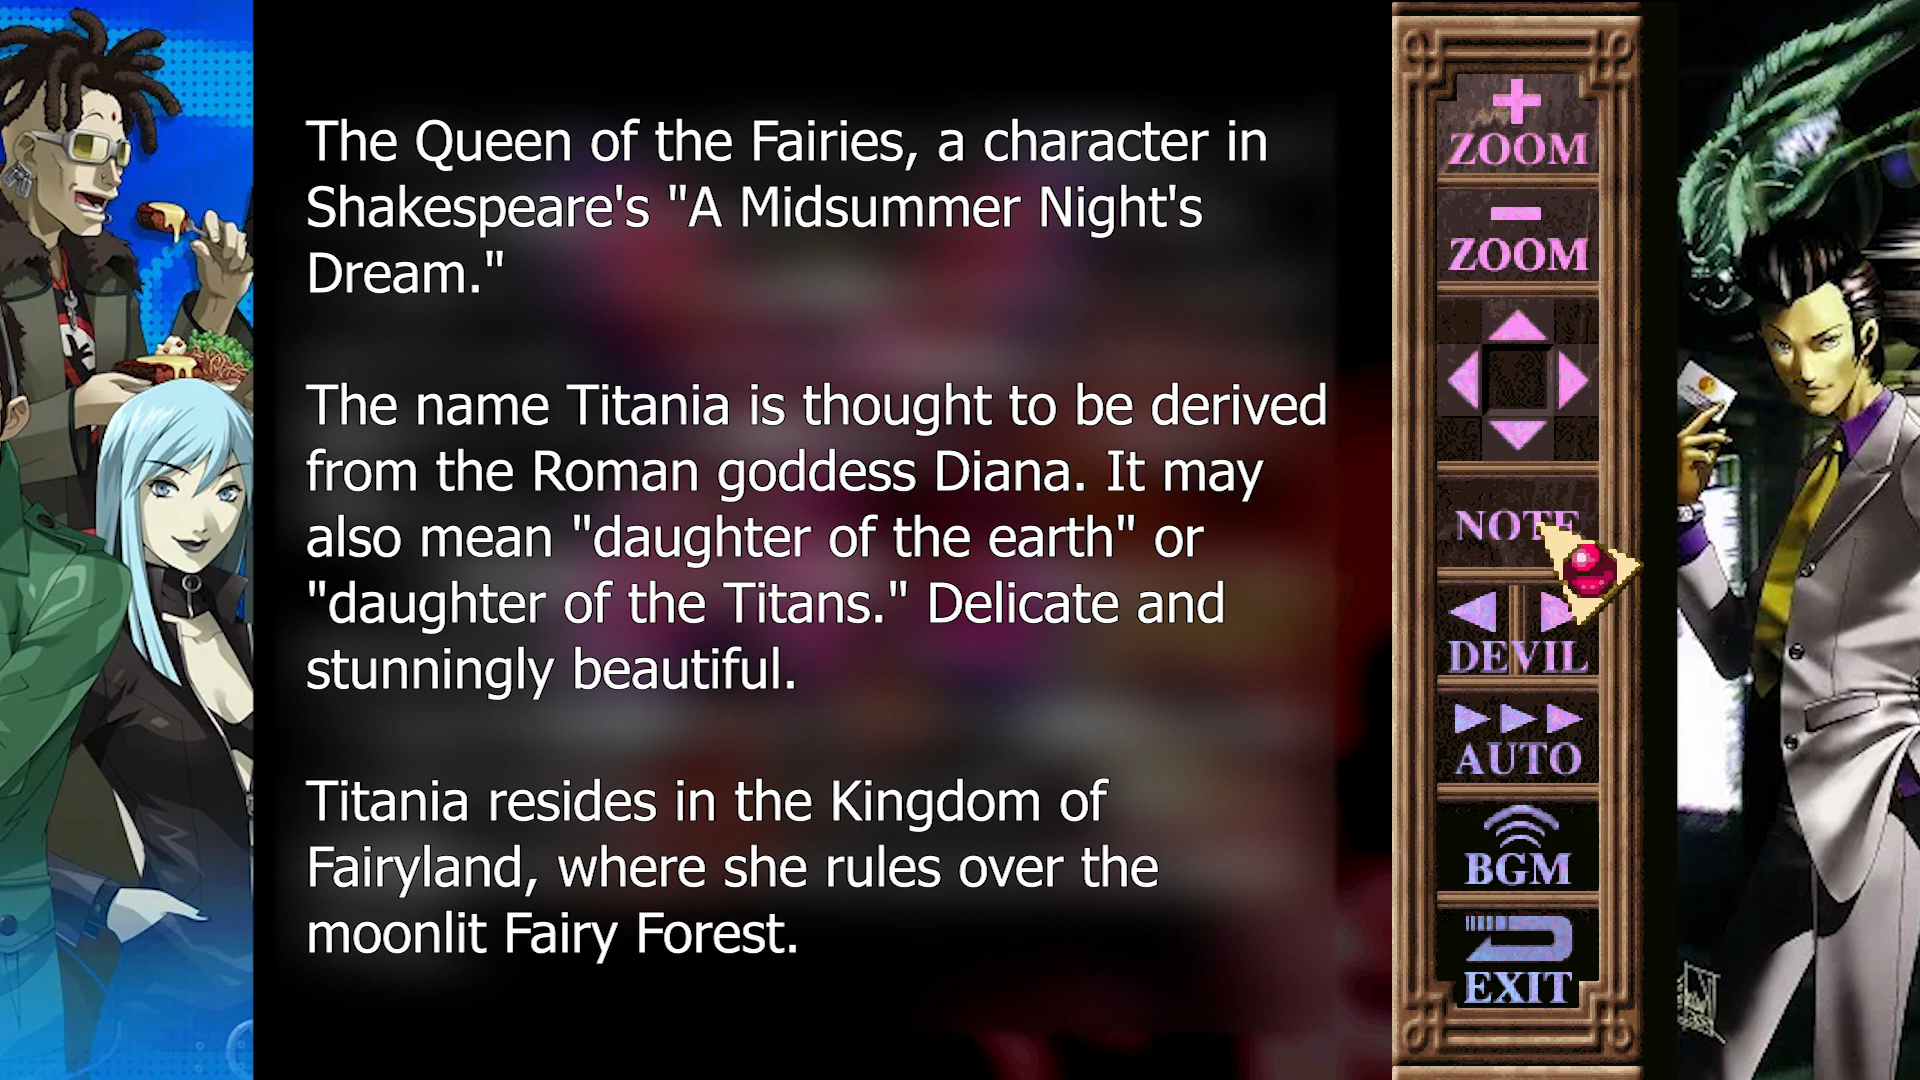 The Queen of the Fairies, a character in
Shakespeare's "A Midsummer Night's
Dream."
The name Titania is thought to be derived
from the Roman goddess Diana. It may
also mean "daughter of the earth" or
"daughter of the Titans." Delicate and
stunningly beautiful.
Titania resides in the Kingdom of
Fairyland, where she rules over the
moonlit Fairy Forest.
+
ZOOM
-
ZOOM
NOTE
DEVIL
AUTO
BGM
EXIT